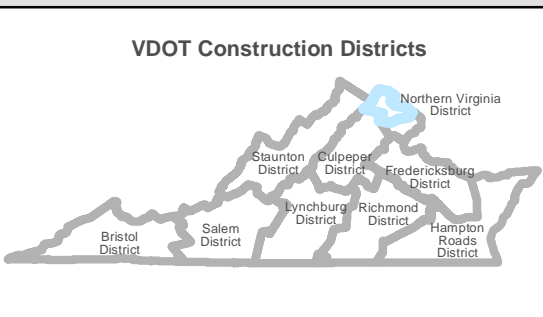 VDOT Construction Districts
Northern Virginia
District
Staunton
District
Culpeper
District
Fredericksburg
District
Lynchburg
District
Richmond
District
Hampton
Roads
District
Salem
District
Bristol
District